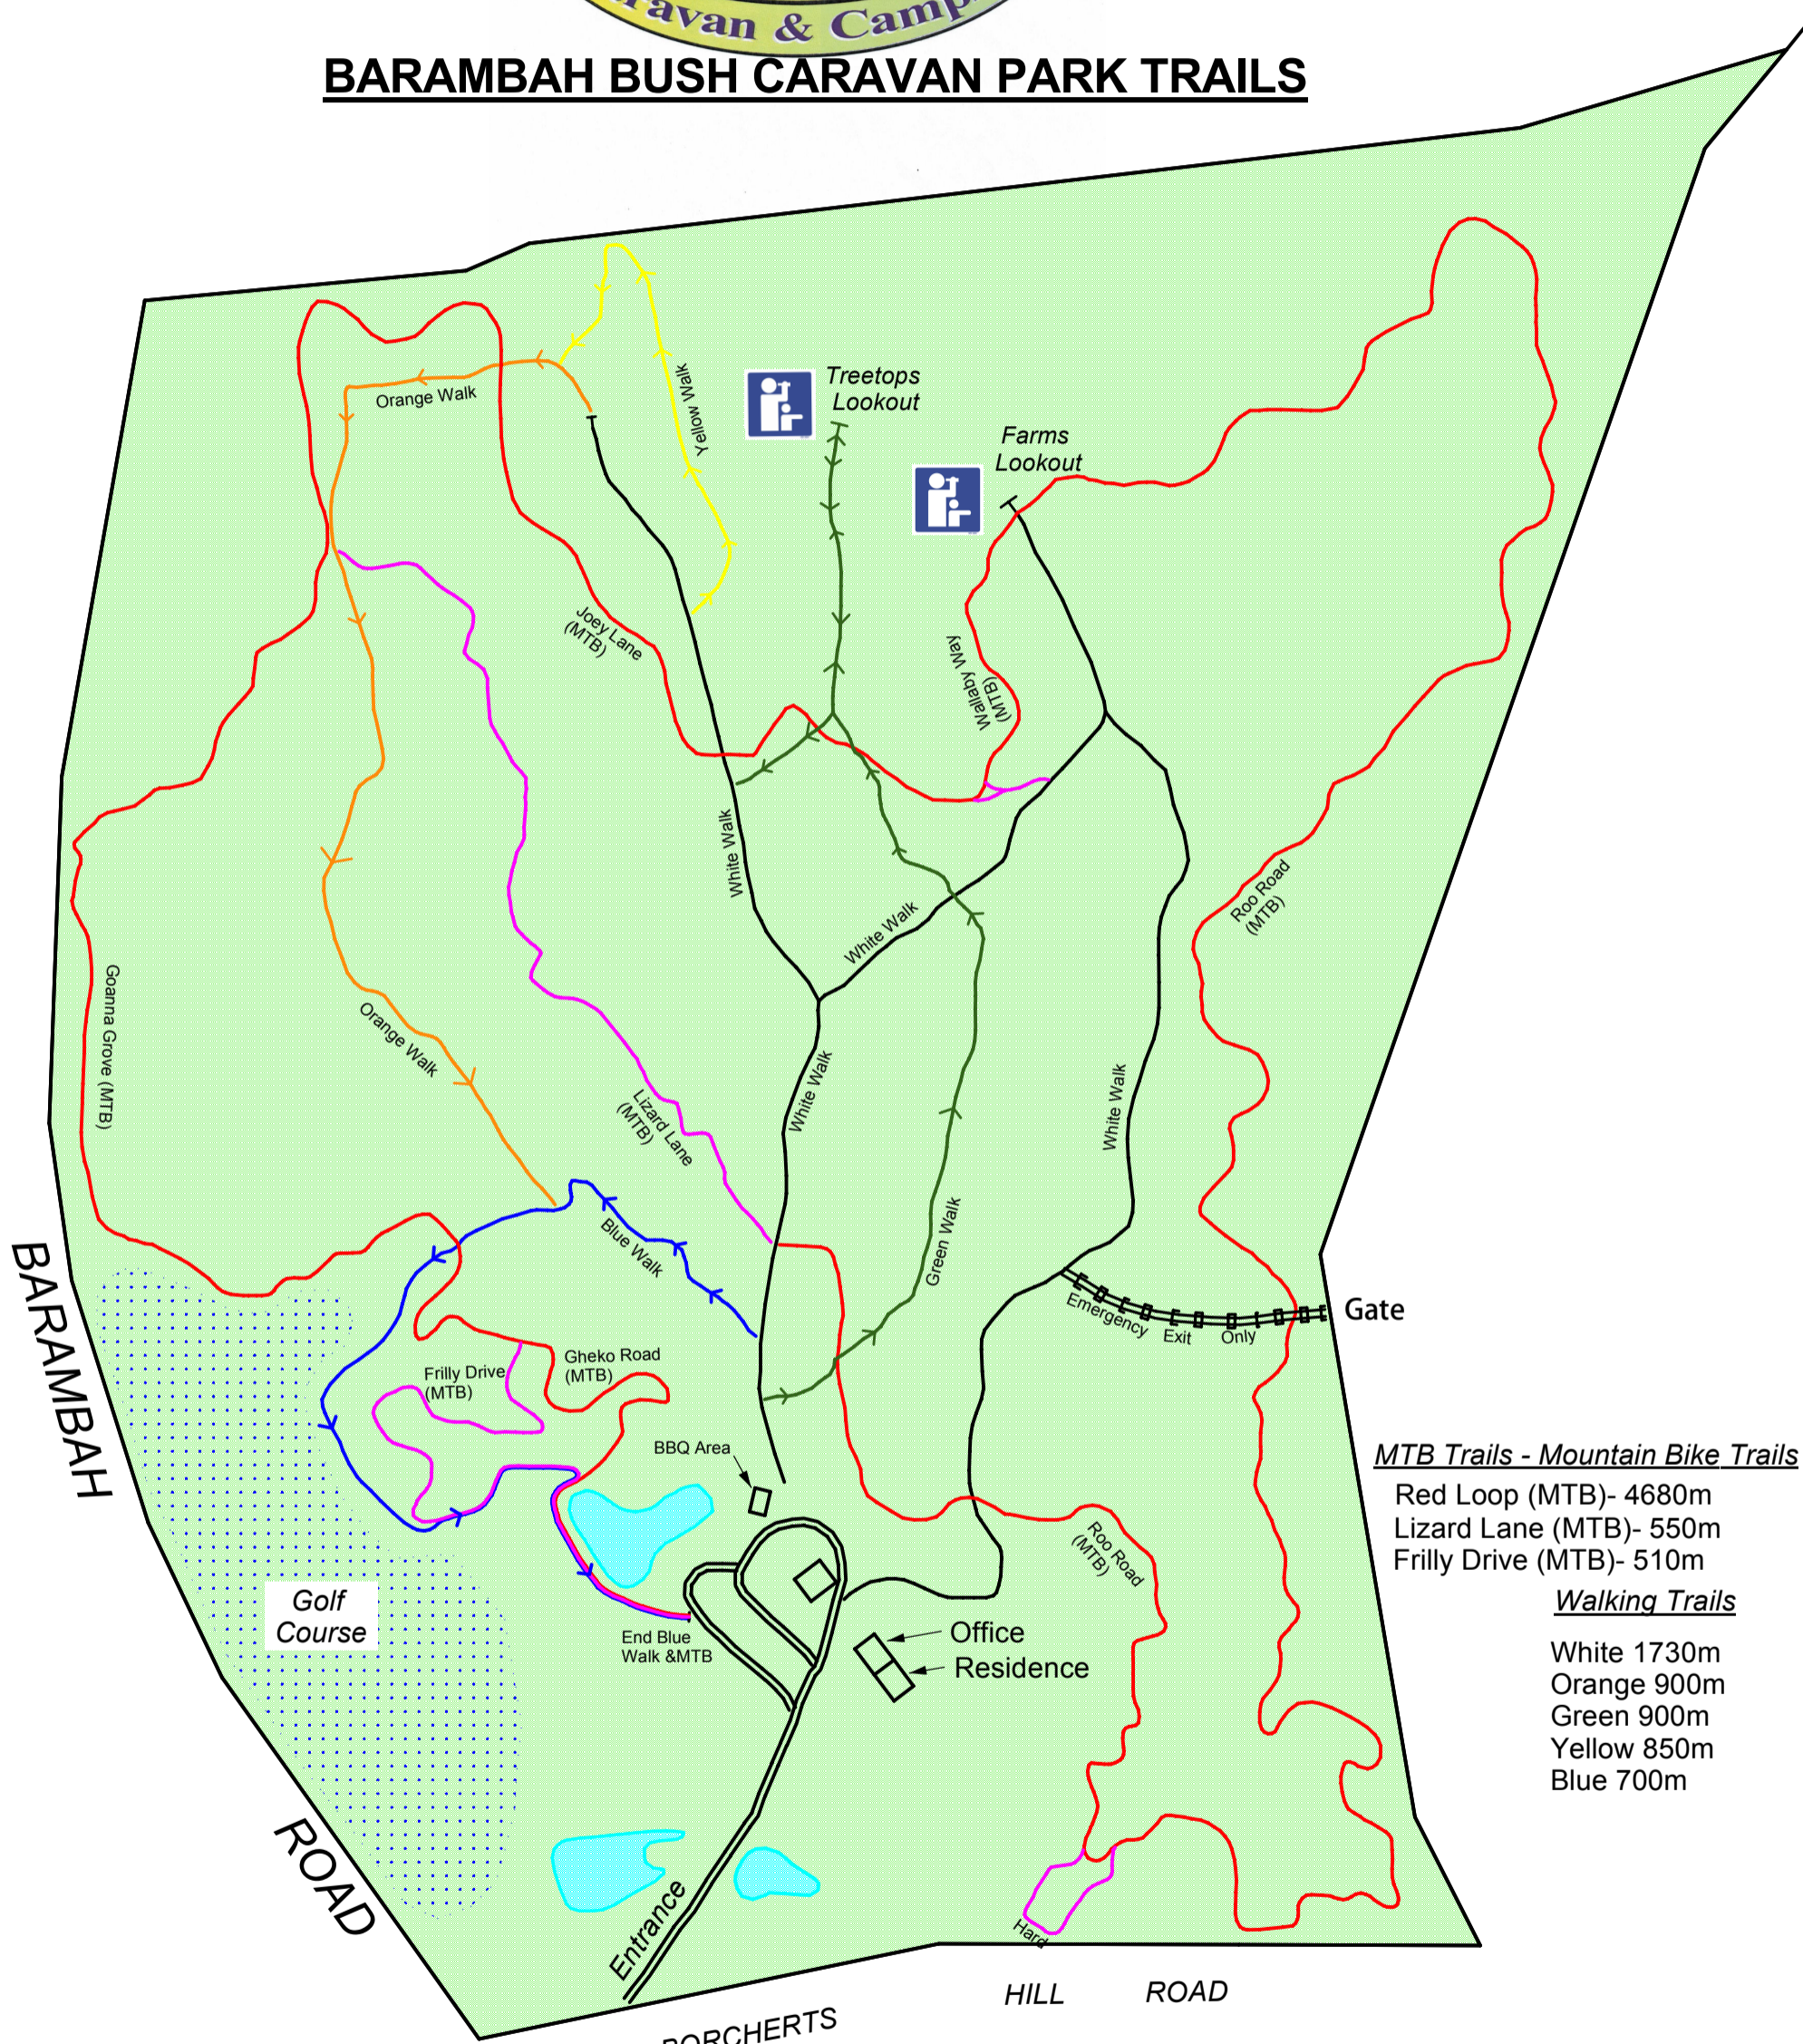 & Camp
BARAMBAH BUSH CARAVAN PARK TRAILS
Treetops
Lookout
Farms
Lookout
Orange Walk
Yellow Walk
Joey Lane
(MTB)
Wallaby Way
(MTB)
White Walk
White Walk
Roo Road
(MTB)
Goanna Grove (MTB)
Orange Walk
Lizard Lane
(MTB)
White Walk
White Walk
Green Walk
Blue Walk
BARAMBAH
ROAD
Emergency
Exit
Only
Gate
Frilly Drive
(MTB)
Gheko Road
(MTB)
BBQ Area
Roo Road
(MTB)
MTB Trails - Mountain Bike Trails
Red Loop (MTB)- 4680m
Lizard Lane (MTB)- 550m
Frilly Drive (MTB)- 510m
Walking Trails
White 1730m
Orange 900m
Green 900m
Yellow 850m
Blue 700m
Golf
Course
End Blue
Walk &MTB
Office
Residence
Entrance
Hard
BORCHERTS
HILL
ROAD